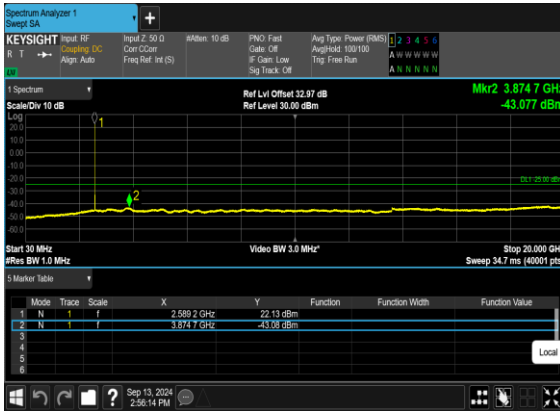 Spectrum Analyzer 1
Swept SA
+
KEYSIGHT Input: RF Input Z: 50 Ω #Atten: 10 dB PNO: Fast Avg Type: Power (RMS) 1 2 3 4 5 6
R T Coupling: DC Corr CCorr Gate: Off Avg|Hold: 100/100 A W W W W W
Align: Auto Freq Ref: Int (S) IF Gain: Low Trig: Free Run
Sig Track: Off A N N N N N
1 Spectrum
Ref Lvl Offset 32.97 dB Mkr2 3.874 7 GHz
Scale/Div 10 dB Ref Level 30.00 dBm -43.077 dBm
Log
20.0
10.0
0.00
-10.0
-20.0
-30.0
-40.0
-50.0
-60.0
1
2
Start 30 MHz Video BW 3.0 MHz* Stop 20.000 GHz
#Res BW 1.0 MHz Sweep 34.7 ms (40001 pts)
5 Marker Table
Mode Trace Scale X Y Function Function Width Function Value
1 N 1 f 2.589 2 GHz 22.13 dBm
2 N 1 f 3.874 7 GHz -43.08 dBm
3
4
5
6
Local
? Sep 13, 2024
2:56:14 PM